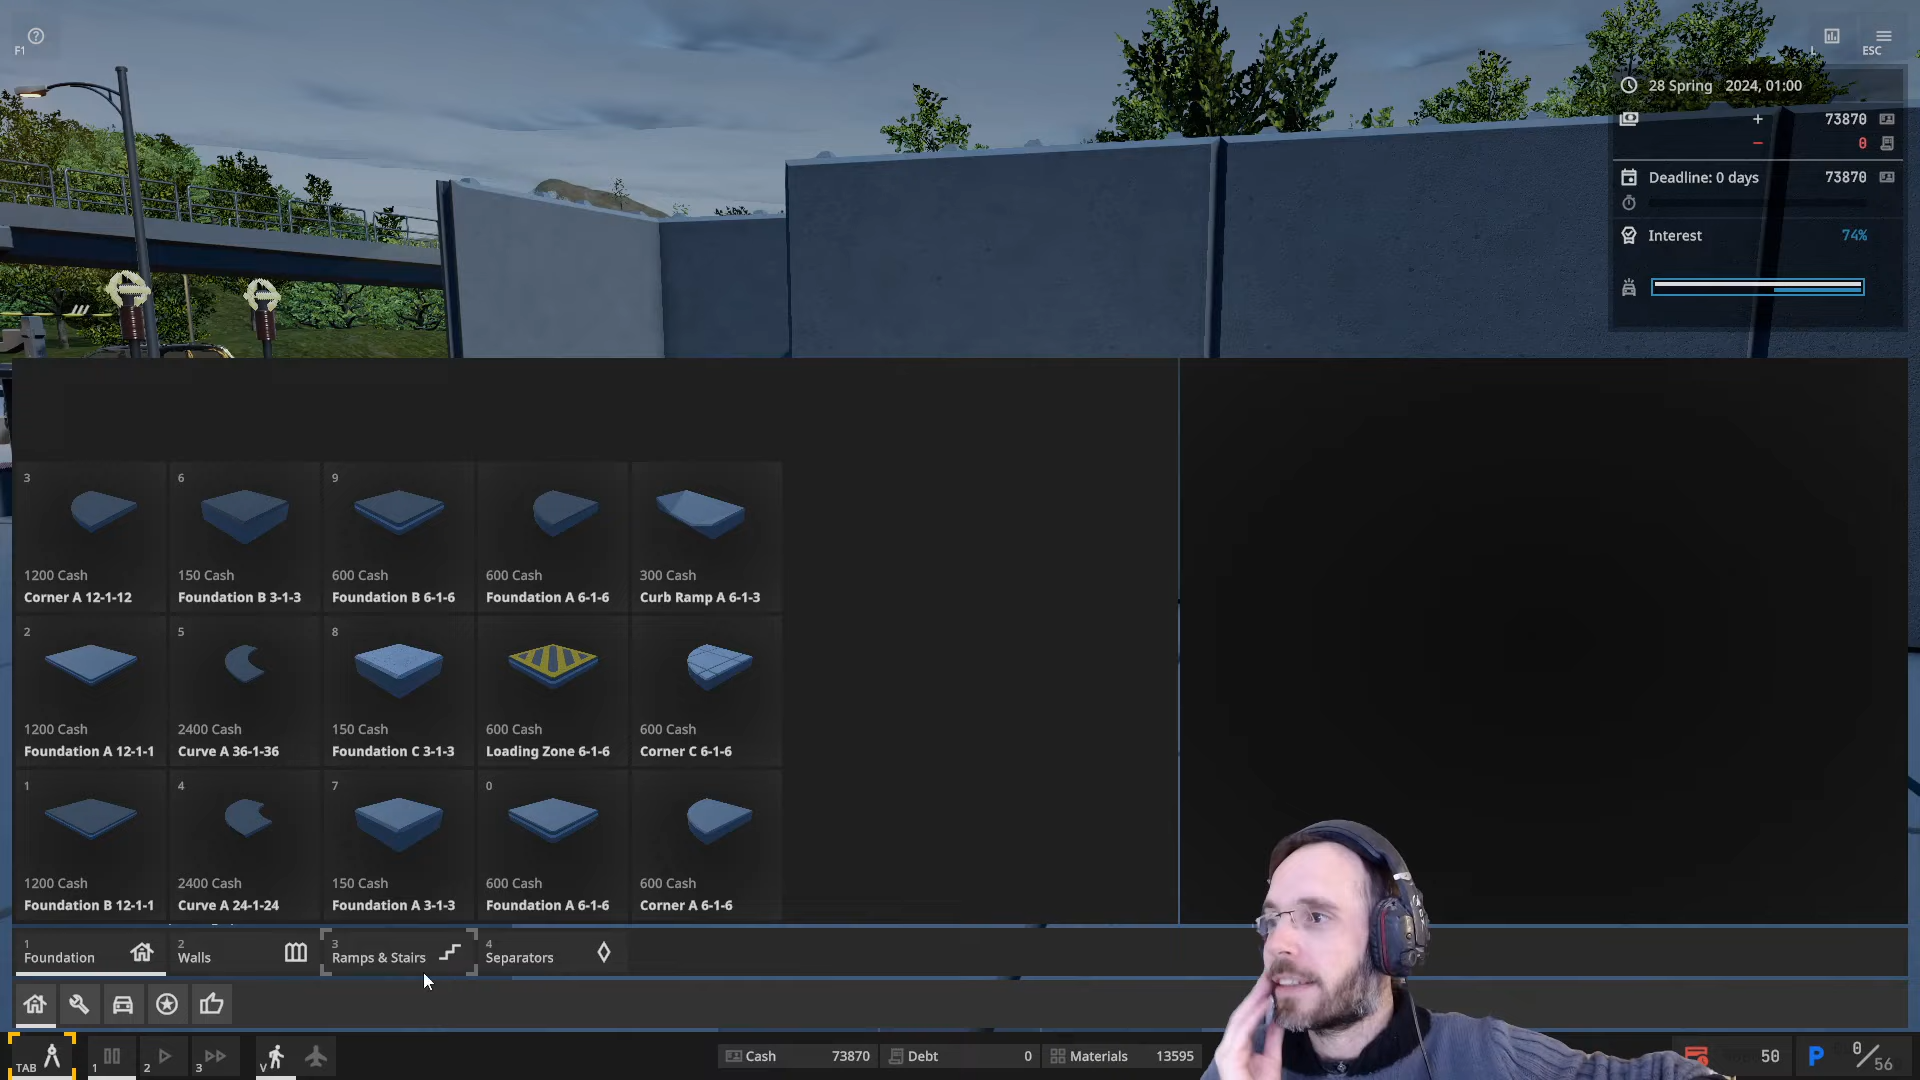 F1
L
ESC
28 Spring 2024, 01:00
+ 73870
− 0
Deadline: 0 days 73870
Interest 74%
3
1200 Cash
Corner A 12-1-12
6
150 Cash
Foundation B 3-1-3
9
600 Cash
Foundation B 6-1-6
600 Cash
Foundation A 6-1-6
300 Cash
Curb Ramp A 6-1-3
2
1200 Cash
Foundation A 12-1-1
5
2400 Cash
Curve A 36-1-36
8
150 Cash
Foundation C 3-1-3
600 Cash
Loading Zone 6-1-6
600 Cash
Corner C 6-1-6
1
1200 Cash
Foundation B 12-1-1
4
2400 Cash
Curve A 24-1-24
7
150 Cash
Foundation A 3-1-3
0
600 Cash
Foundation A 6-1-6
600 Cash
Corner A 6-1-6
1
Foundation
2
Walls
3
Ramps & Stairs
4
Separators
TAB
1
2
3
V
Cash 73870
Debt 0
Materials 13595
50
P 0/56